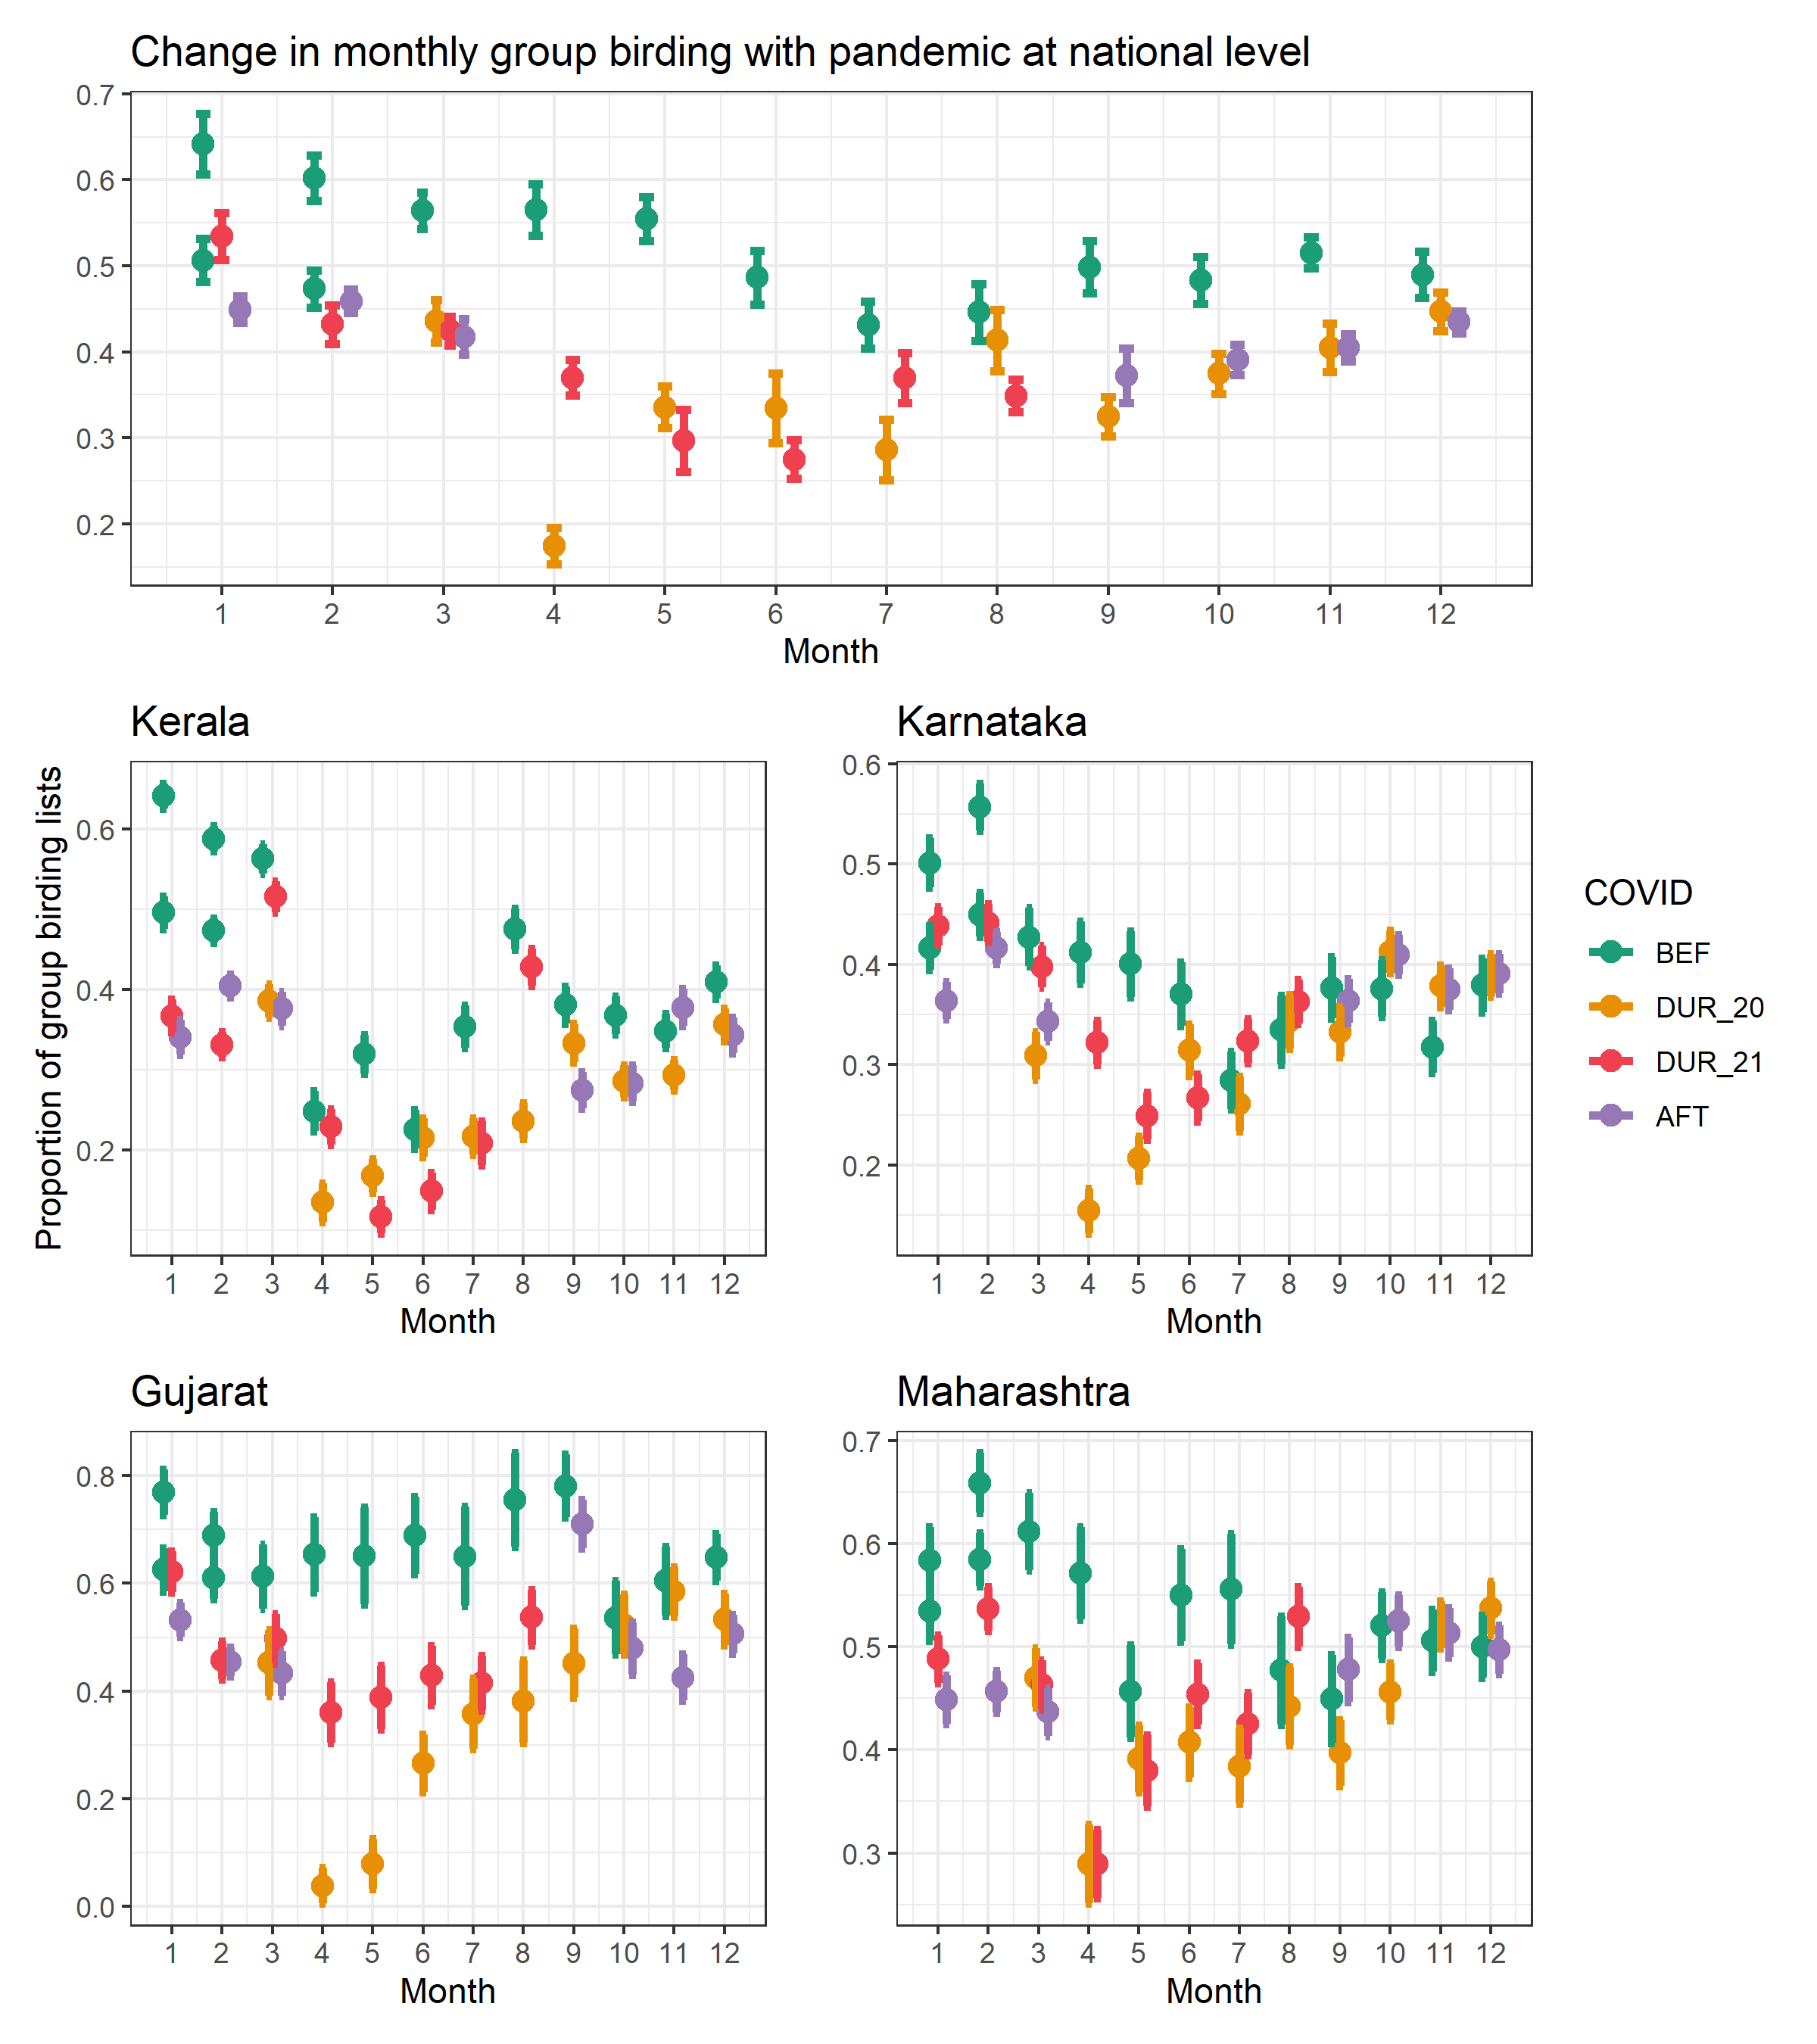 Change in monthly group birding with pandemic at national level
0.7
0.6
0.5
0.4
0.3
0.2
1 2 3 4 5 6 7 8 9 10 11 12
Month
Proportion of group birding lists
Kerala
0.6
0.4
0.2
1 2 3 4 5 6 7 8 9 10 11 12
Month
Karnataka
0.6
0.5
0.4
0.3
0.2
1 2 3 4 5 6 7 8 9 10 11 12
Month
COVID
BEF
DUR_20
DUR_21
AFT
Gujarat
0.8
0.6
0.4
0.2
0.0
1 2 3 4 5 6 7 8 9 10 11 12
Month
Maharashtra
0.7
0.6
0.5
0.4
0.3
1 2 3 4 5 6 7 8 9 10 11 12
Month